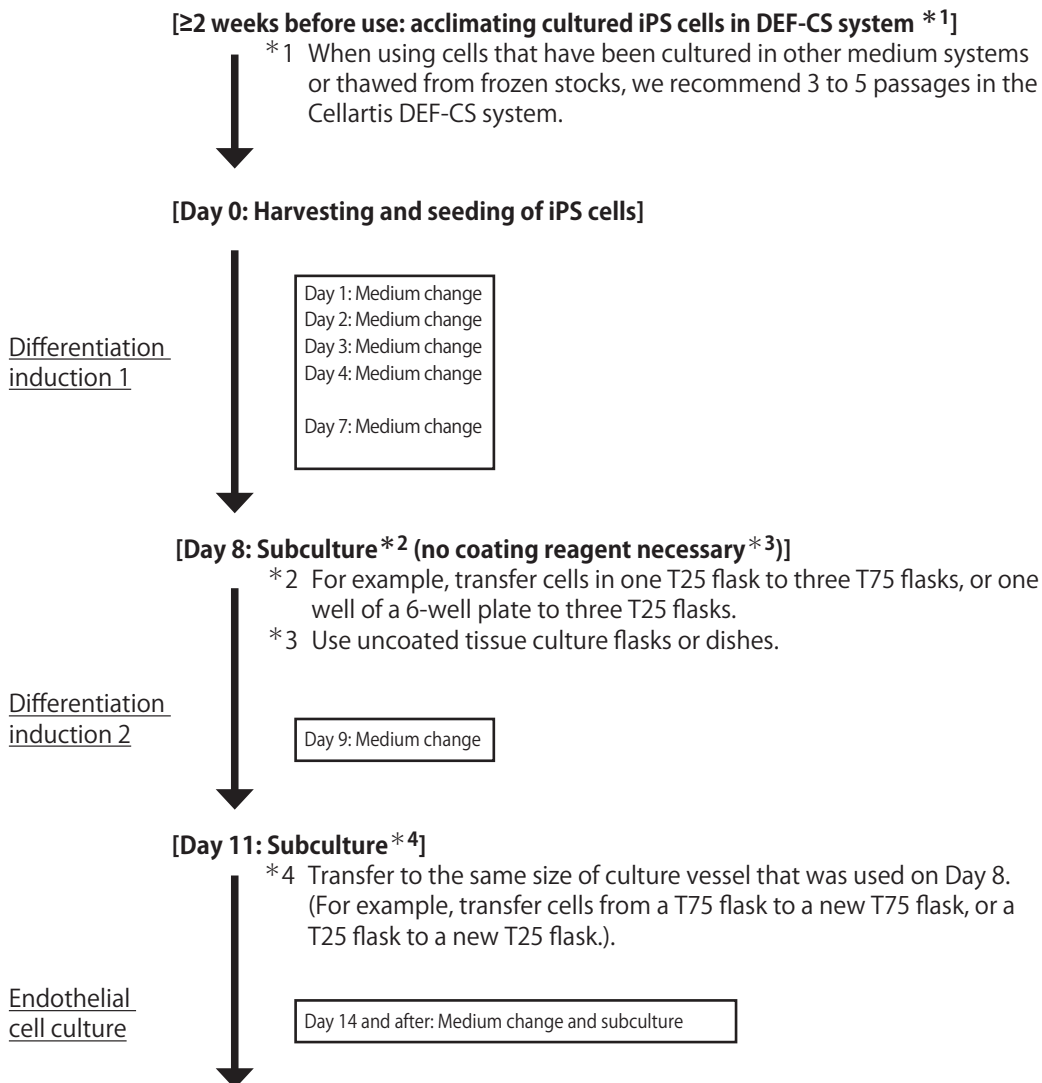 [≥2 weeks before use: acclimating cultured iPS cells in DEF-CS system *1]
*1 When using cells that have been cultured in other medium systems
or thawed from frozen stocks, we recommend 3 to 5 passages in the
Cellartis DEF-CS system.
[Day 0: Harvesting and seeding of iPS cells]
Differentiation
induction 1
Day 1: Medium change
Day 2: Medium change
Day 3: Medium change
Day 4: Medium change
Day 7: Medium change
[Day 8: Subculture*2 (no coating reagent necessary*3)]
*2 For example, transfer cells in one T25 flask to three T75 flasks, or one
well of a 6-well plate to three T25 flasks.
*3 Use uncoated tissue culture flasks or dishes.
Differentiation
induction 2
Day 9: Medium change
[Day 11: Subculture*4]
*4 Transfer to the same size of culture vessel that was used on Day 8.
(For example, transfer cells from a T75 flask to a new T75 flask, or a
T25 flask to a new T25 flask.).
Endothelial
cell culture
Day 14 and after: Medium change and subculture